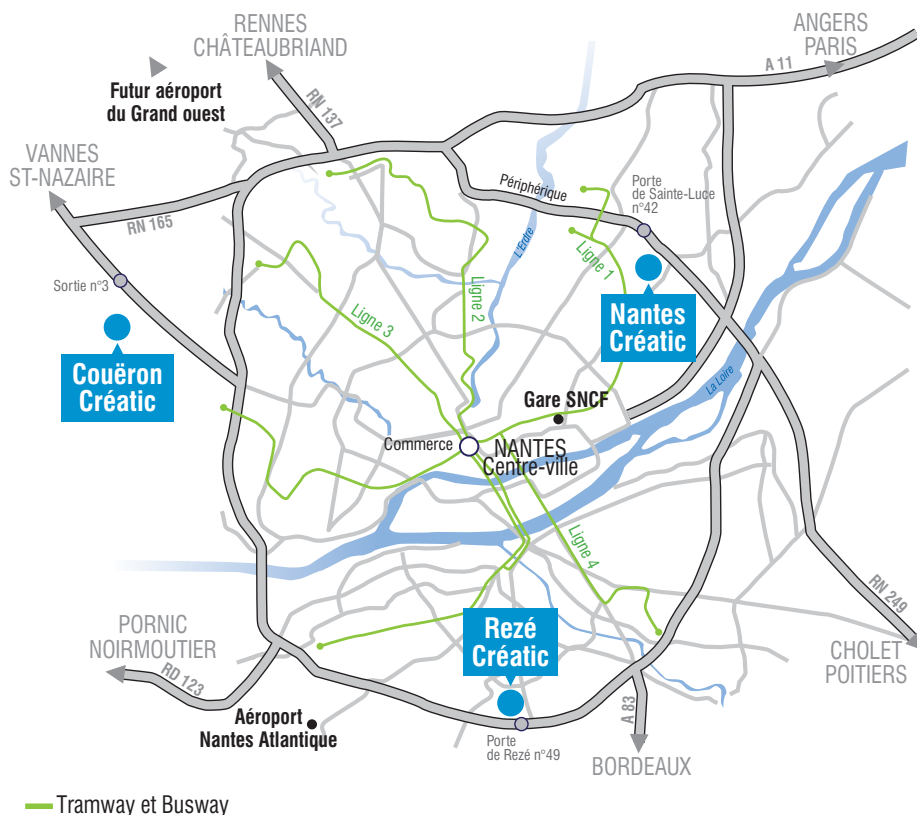 RENNES
CHÂTEAUBRIAND
ANGERS
PARIS
A 11
Futur aéroport
du Grand ouest
RN 137
VANNES
ST-NAZAIRE
Périphérique
Porte
de Sainte-Luce
n°42
RN 165
L'Erdre
Ligne 1
Sortie n°3
Ligne 2
Ligne 3
Nantes
Créatic
Couëron
Créatic
La Loire
Gare SNCF
Commerce
NANTES
Centre-ville
Ligne 4
RN 249
Rezé
Créatic
PORNIC
NOIRMOUTIER
CHOLET
POITIERS
RD 123
A 83
Aéroport
Nantes Atlantique
Porte
de Rezé n°49
BORDEAUX
Tramway et Busway